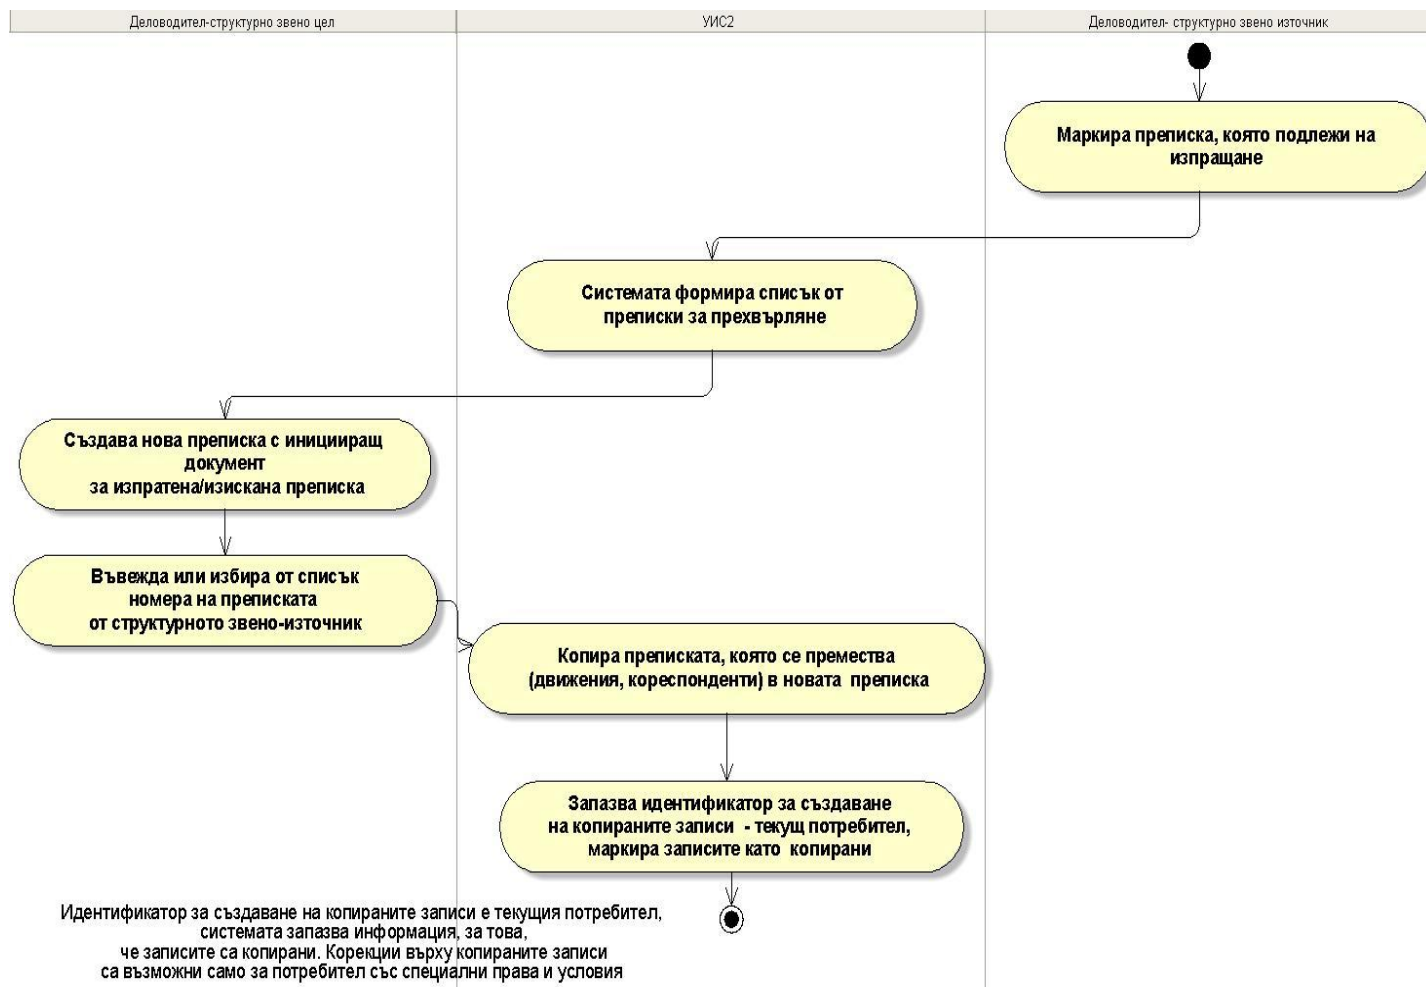 Деловодител-структурно звено цел
УИС2
Деловодител- структурно звено източник
Маркира преписка, която подлежи на
изпращане
Системата формира списък от
преписки за прехвърляне
Създава нова преписка с иницииращ
документ
за изпратена/изискана преписка
Въвежда или избира от списък
номера на преписката
от структурното звено-източник
Копира преписката, която се премества
(движения, кореспонденти) в новата  преписка
Запазва идентификатор за създаване
на копираните записи  - текущ потребител,
маркира записите като  копирани
Идентификатор за създаване на копираните записи е текущия потребител,
системата запазва информация, за това,
че записите са копирани. Корекции върху копираните записи
са възможни само за потребител със специални права и условия